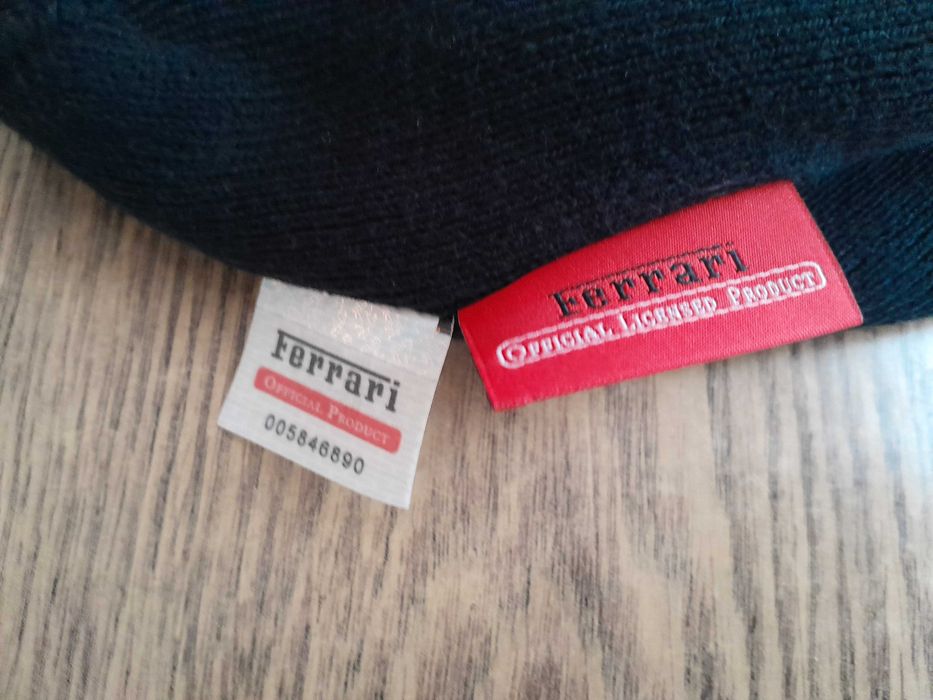 Ferrari
OFFICIAL PRODUCT
005846890
Ferrari
OFFICIAL LICENSED PRODUCT